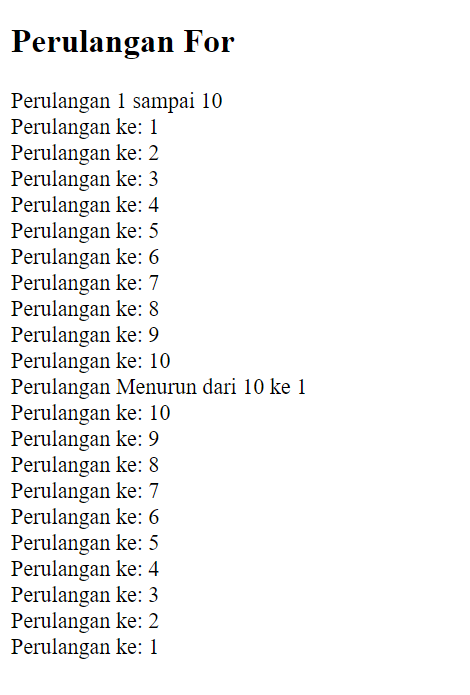 Perulangan For
Perulangan 1 sampai 10
Perulangan ke: 1
Perulangan ke: 2
Perulangan ke: 3
Perulangan ke: 4
Perulangan ke: 5
Perulangan ke: 6
Perulangan ke: 7
Perulangan ke: 8
Perulangan ke: 9
Perulangan ke: 10
Perulangan Menurun dari 10 ke 1
Perulangan ke: 10
Perulangan ke: 9
Perulangan ke: 8
Perulangan ke: 7
Perulangan ke: 6
Perulangan ke: 5
Perulangan ke: 4
Perulangan ke: 3
Perulangan ke: 2
Perulangan ke: 1